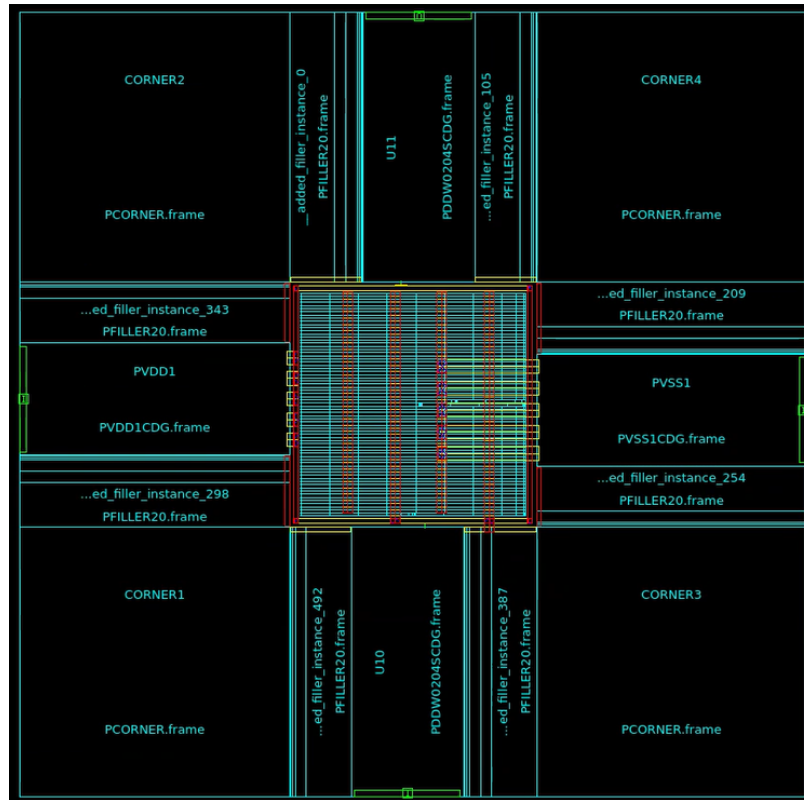 CORNER2
PCORNER.frame
__added_filler_instance_0
PFILLER20.frame
U11
PDDW0204SCDG.frame
...ed_filler_instance_105
PFILLER20.frame
CORNER4
PCORNER.frame
...ed_filler_instance_343
PFILLER20.frame
PVDD1
PVDD1CDG.frame
...ed_filler_instance_298
PFILLER20.frame
...ed_filler_instance_209
PFILLER20.frame
PVSS1
PVSS1CDG.frame
...ed_filler_instance_254
PFILLER20.frame
CORNER1
PCORNER.frame
...ed_filler_instance_492
PFILLER20.frame
U10
PDDW0204SCDG.frame
...ed_filler_instance_387
PFILLER20.frame
CORNER3
PCORNER.frame